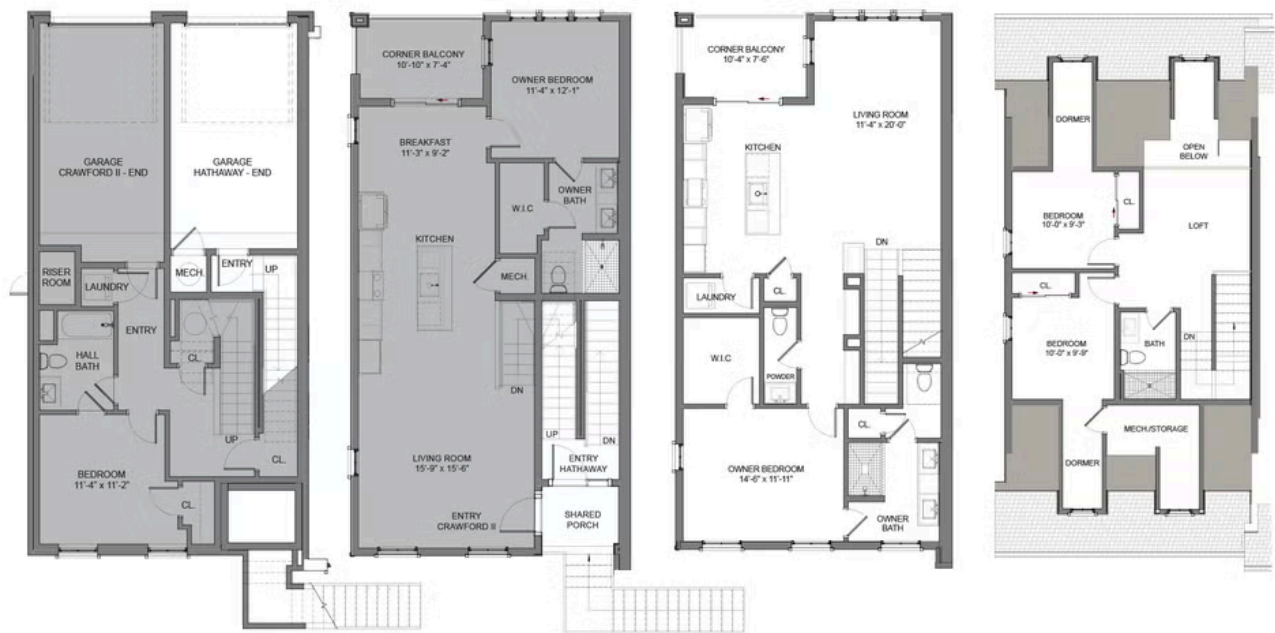 GARAGE
CRAWFORD II - END
GARAGE
HATHAWAY - END
RISER
ROOM
LAUNDRY
MECH.
ENTRY
UP
ENTRY
HALL
BATH
CL.
UP
CL.
BEDROOM
11'-4" x 11'-2"
CL.
CORNER BALCONY
10'-10" x 7'-4"
OWNER BEDROOM
11'-4" x 12'-1"
BREAKFAST
11'-3" x 9'-2"
W.I.C
OWNER
BATH
KITCHEN
MECH.
DN
UP
DN
LIVING ROOM
15'-9" x 15'-6"
ENTRY
HATHAWAY
ENTRY
CRAWFORD II
SHARED
PORCH
CORNER BALCONY
10'-4" x 7'-6"
LIVING ROOM
11'-4" x 20'-0"
KITCHEN
DN
LAUNDRY
CL.
W.I.C
POWDER
CL.
OWNER BEDROOM
14'-6" x 11'-11"
OWNER
BATH
DORMER
OPEN
BELOW
BEDROOM
10'-0" x 9'-3"
CL.
LOFT
CL.
BEDROOM
10'-0" x 9'-9"
BATH
DN
MECH./STORAGE
DORMER